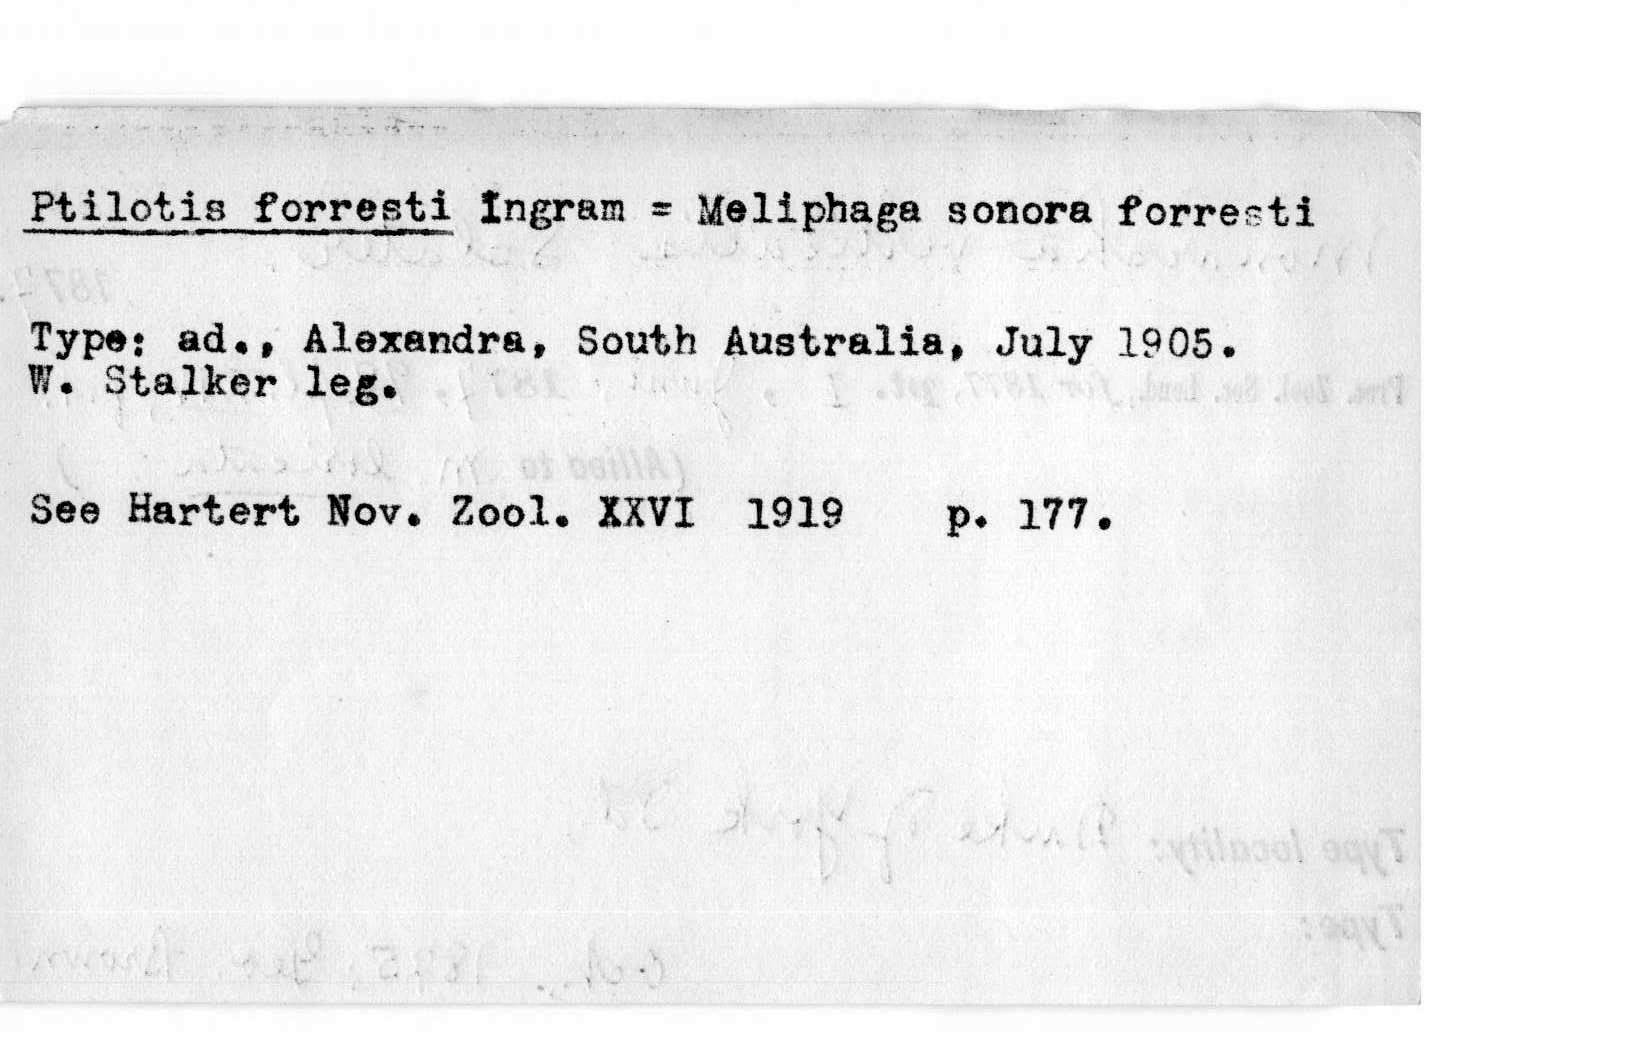 Ptilotis forresti Ingram = Meliphaga sonora forresti
Type: ad., Alexandra, South Australia, July 1905.
W. Stalker leg.
See Hartert Nov. Zool. XXVI 1919 p. 177.